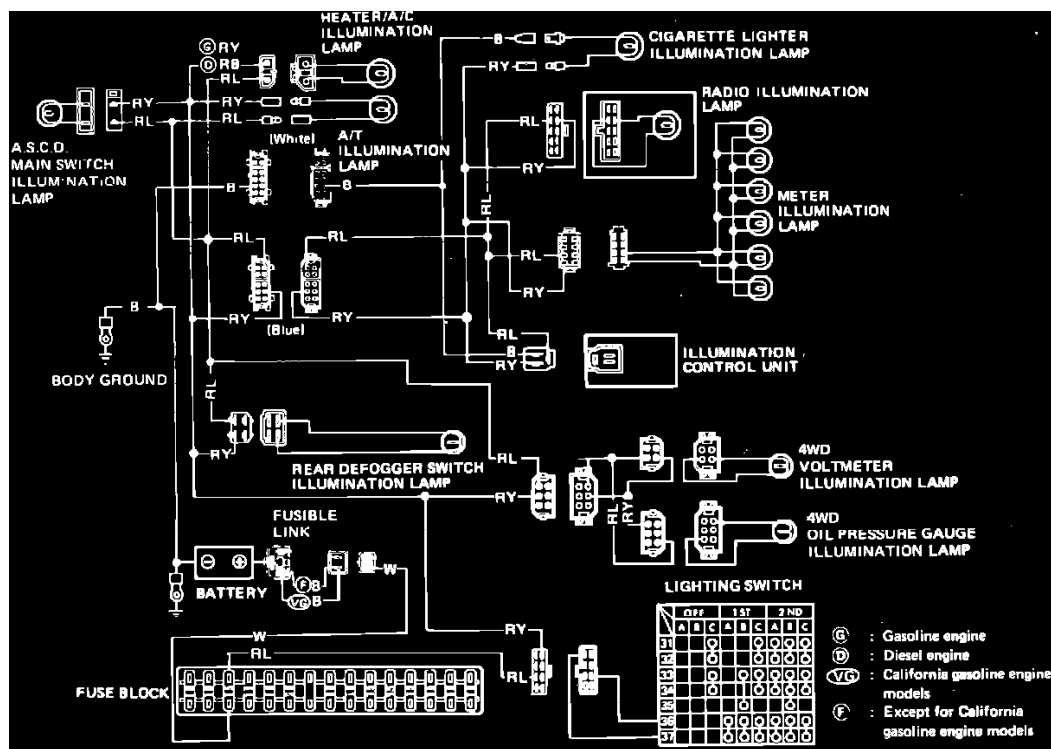 HEATER/A/C
ILLUMINATION
LAMP
G RY
D RB
RL
RY
RL
RY
RL
A.S.C.D.
MAIN SWITCH
ILLUMINATION
LAMP
(White)
A/T
ILLUMINATION
LAMP
B
B
B
RY
CIGARETTE LIGHTER
ILLUMINATION LAMP
RADIO ILLUMINATION
LAMP
RL
RY
RL
METER
ILLUMINATION
LAMP
RL
RL
RL
RY
B
RY
(Blue)
RY
RL
B
RY
ILLUMINATION
CONTROL UNIT
BODY GROUND
RL
RY
REAR DEFOGGER SWITCH
ILLUMINATION LAMP
RL
RY
RL
RY
4WD
VOLTMETER
ILLUMINATION LAMP
4WD
OIL PRESSURE GAUGE
ILLUMINATION LAMP
FUSIBLE
LINK
BATTERY
F B
VG B
W
W
RL
RY
RL
FUSE BLOCK
LIGHTING SWITCH
OFF 1ST 2ND
A B C A B C A B C
31
32
33
34
35
36
37
G : Gasoline engine
D : Diesel engine
VG : California gasoline engine
models
F : Except for California
gasoline engine models